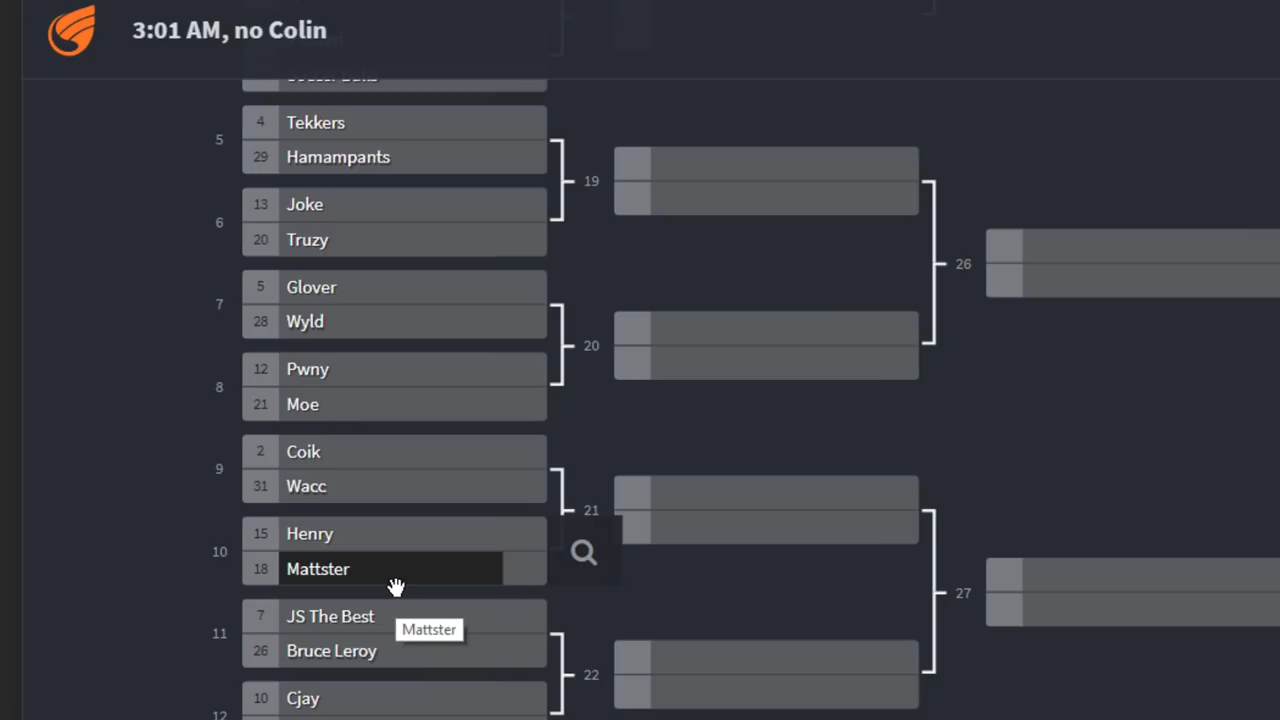 3:01 AM, no Colin
4 Tekkers
5
29 Hamampants
19
13 Joke
6
20 Truzy
26
5 Glover
7
28 Wyld
20
12 Pwny
8
21 Moe
2 Coik
9
31 Wacc
21
15 Henry
10
18 Mattster
27
7 JS The Best
11
Mattster
26 Bruce Leroy
22
10 Cjay
12